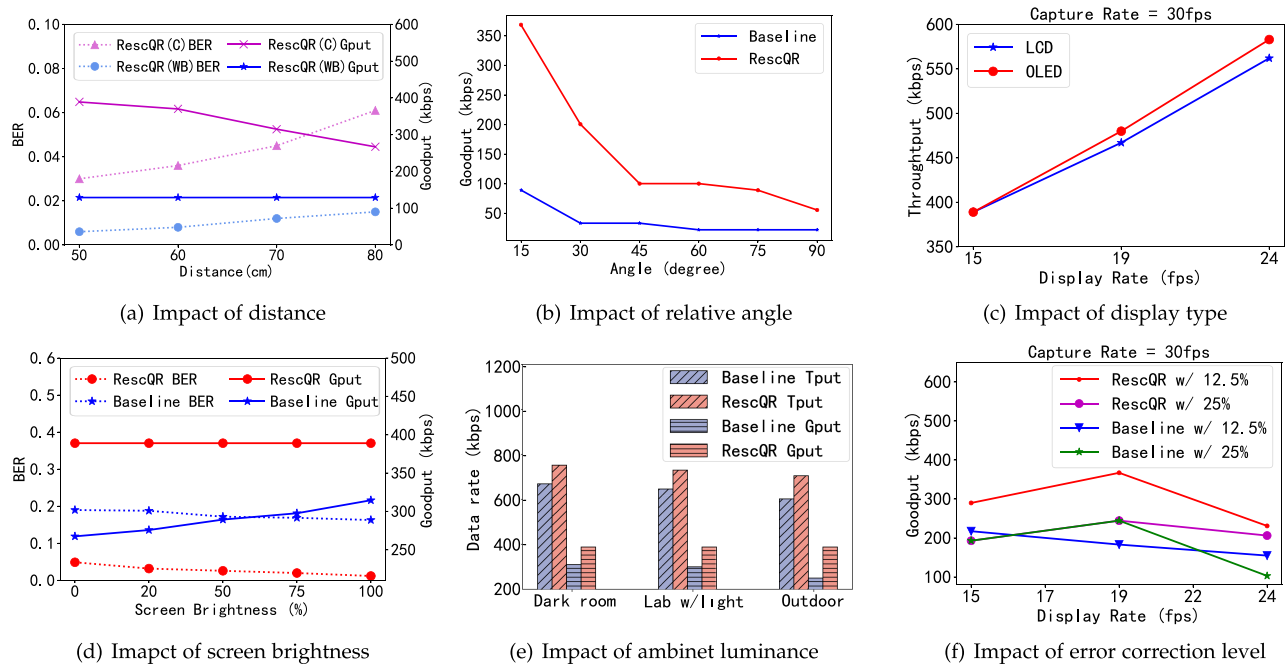 0.10
0.08
0.06
0.04
0.02
0.00
BER
RescQR(C)BER
RescQR(WB)BER
RescQR(C)Gput
RescQR(WB)Gput
600
500
400
300
200
100
0
Goodput (kbps)
50 60 70 80
Distance(cm)
(a) Impact of distance
350
300
250
200
150
100
50
Goodput (kbps)
Baseline
RescQR
15 30 45 60 75 90
Angle (degree)
(b) Impact of relative angle
Capture Rate = 30fps
600
550
500
450
400
350
Throughtput (kbps)
LCD
OLED
15 19 24
Display Rate (fps)
(c) Impact of display type
0.6
0.5
0.4
0.3
0.2
0.1
0.0
BER
RescQR BER
Baseline BER
RescQR Gput
Baseline Gput
500
450
400
350
300
250
Goodput (kbps)
0 20 50 75 100
Screen Brightness (%)
(d) Imapct of screen brightness
1200
1000
800
600
400
200
Data rate (kbps)
Baseline Tput
RescQR Tput
Baseline Gput
RescQR Gput
Dark room Lab w/light Outdoor
(e) Impact of ambinet luminance
Capture Rate = 30fps
600
500
400
300
200
100
Goodput (kbps)
RescQR w/ 12.5%
RescQR w/ 25%
Baseline w/ 12.5%
Baseline w/ 25%
15 17 19 22 24
Display Rate (fps)
(f) Impact of error correction level